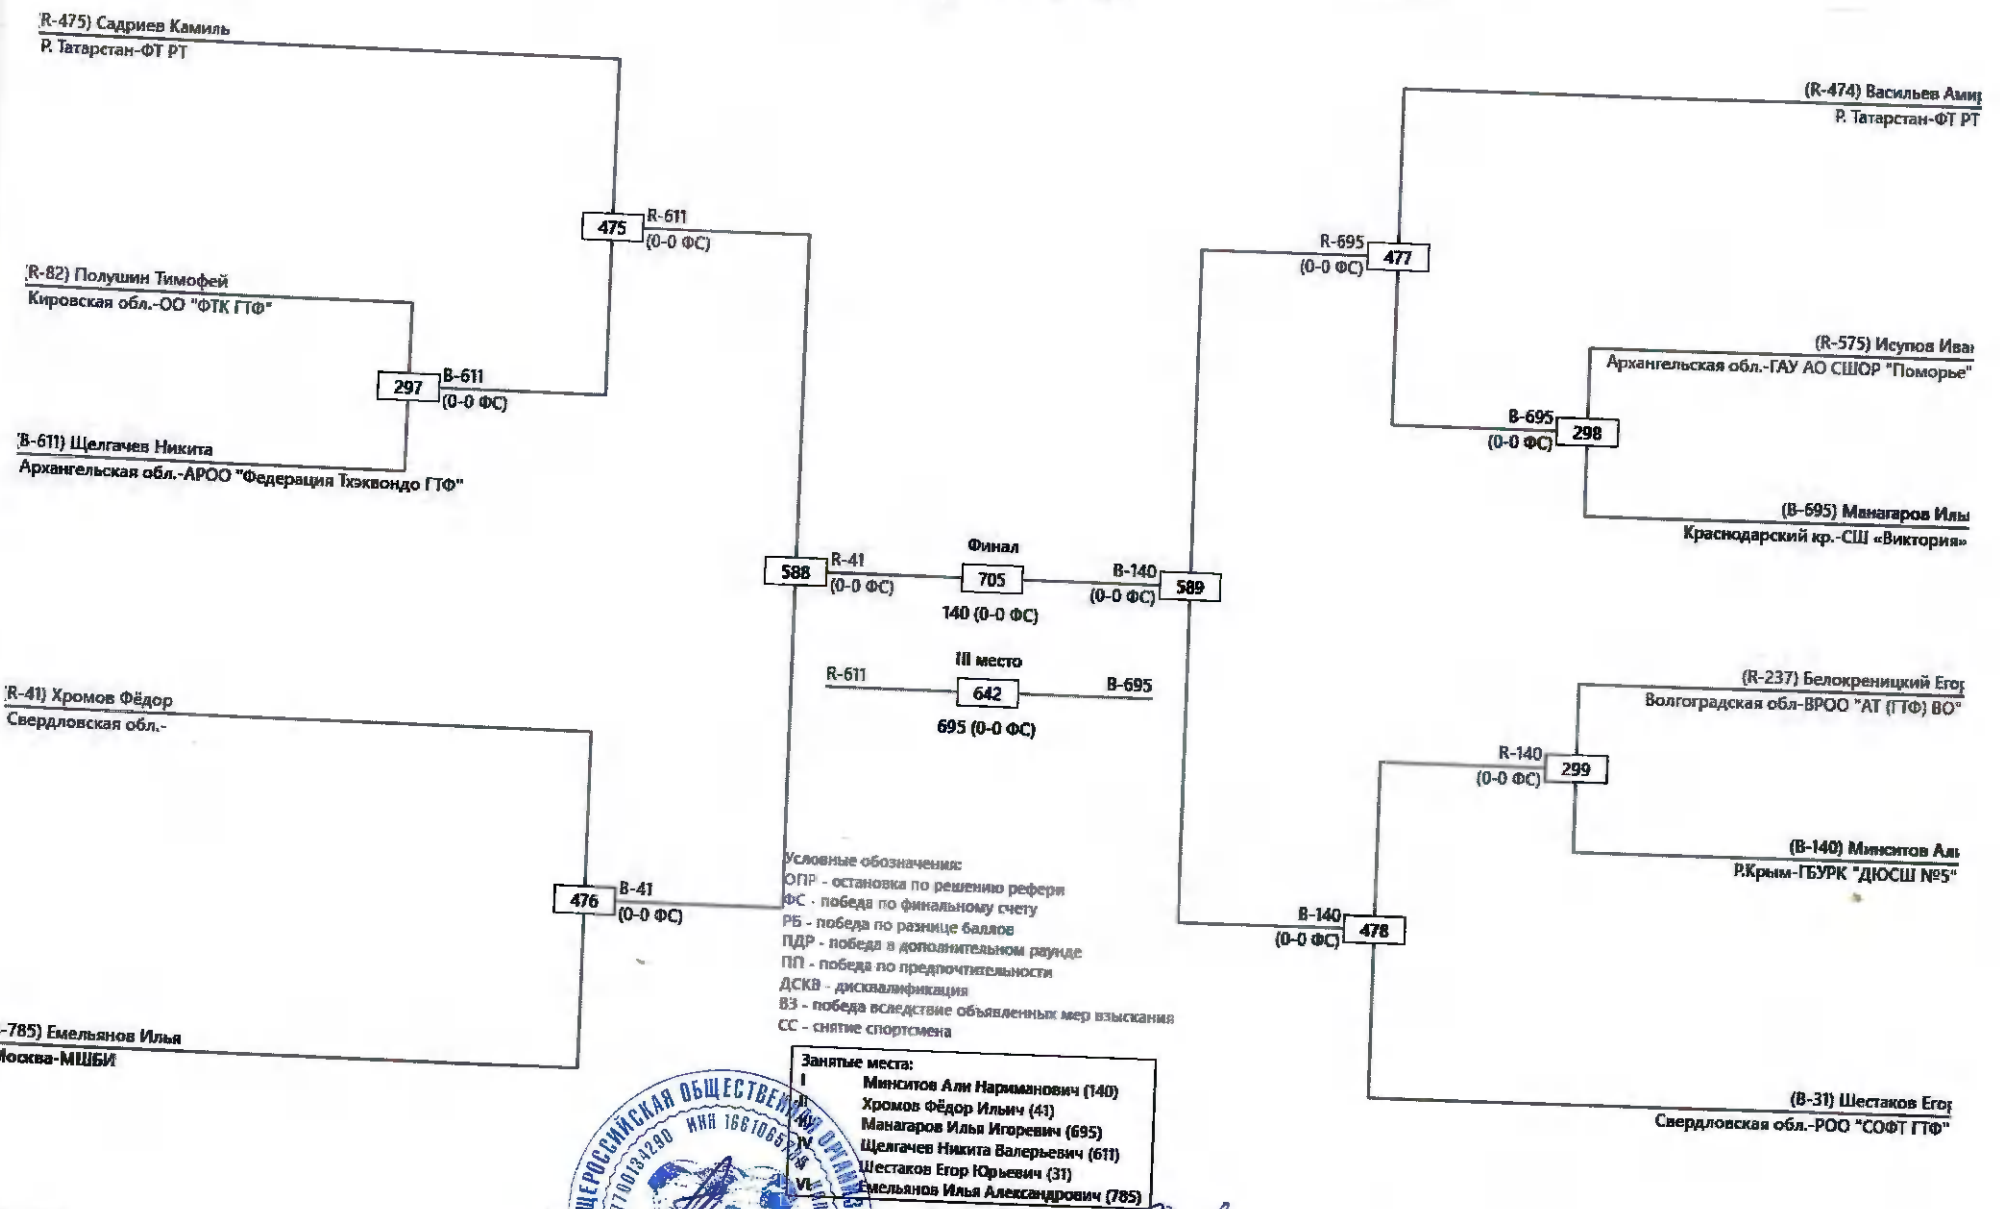 R-475) Садриев Камиль
Р. Татарстан-ФТ РТ
475
R-611
(0-0 ФС)
R-82) Полушин Тимофей
Кировская обл.-ОО "ФТК ГТФ"
297
B-611
(0-0 ФС)
B-611) Щелгачев Никита
Архангельская обл.-АРОО "Федерация Тхэквондо ГТФ"
588
R-41
(0-0 ФС)
R-41) Хромов Фёдор
Свердловская обл.-
476
B-41
(0-0 ФС)
-785) Емельянов Илья
Москва-МШБИ
Финал
705
140 (0-0 ФС)
III место
R-611
642
B-695
695 (0-0 ФС)
(R-474) Васильев Амир
Р. Татарстан-ФТ РТ
R-695
(0-0 ФС)
477
(R-575) Исупов Иван
Архангельская обл.-ГАУ АО СШОР "Поморье"
B-695
(0-0 ФС)
298
(B-695) Манагаров Иль
Краснодарский кр.-СШ «Виктория»
B-140
(0-0 ФС)
589
(R-237) Белокреницкий Егор
Волгоградская обл-ВРОО "АТ (ГТФ) ВО"
R-140
(0-0 ФС)
299
(B-140) Минситов Али
Р.Крым-ГБУРК "ДЮСШ №5"
B-140
(0-0 ФС)
478
(B-31) Шестаков Егор
Свердловская обл.-РОО "СОФТ ГТФ"
Условные обозначения:
ОПР - остановка по решению рефери
ФС - победа по финальному счету
РБ - победа по разнице баллов
ПДР - победа в дополнительном раунде
ПП - победа по предпочтительности
ДСКВ - дисквалификация
ВЗ - победа вследствие объявленных мер взыскания
СС - снятие спортсмена
Занятые места:
I Минситов Али Нариманович (140)
II Хромов Фёдор Ильич (41)
Манагаров Илья Игоревич (695)
IV Щелгачев Никита Валерьевич (611)
Шестаков Егор Юрьевич (31)
VI Емельянов Илья Александрович (785)
ЩЕРОССИЙСКАЯ ОБЩЕСТВЕННАЯ ОРГАНИЗ
7700134290 ИНН 1661065